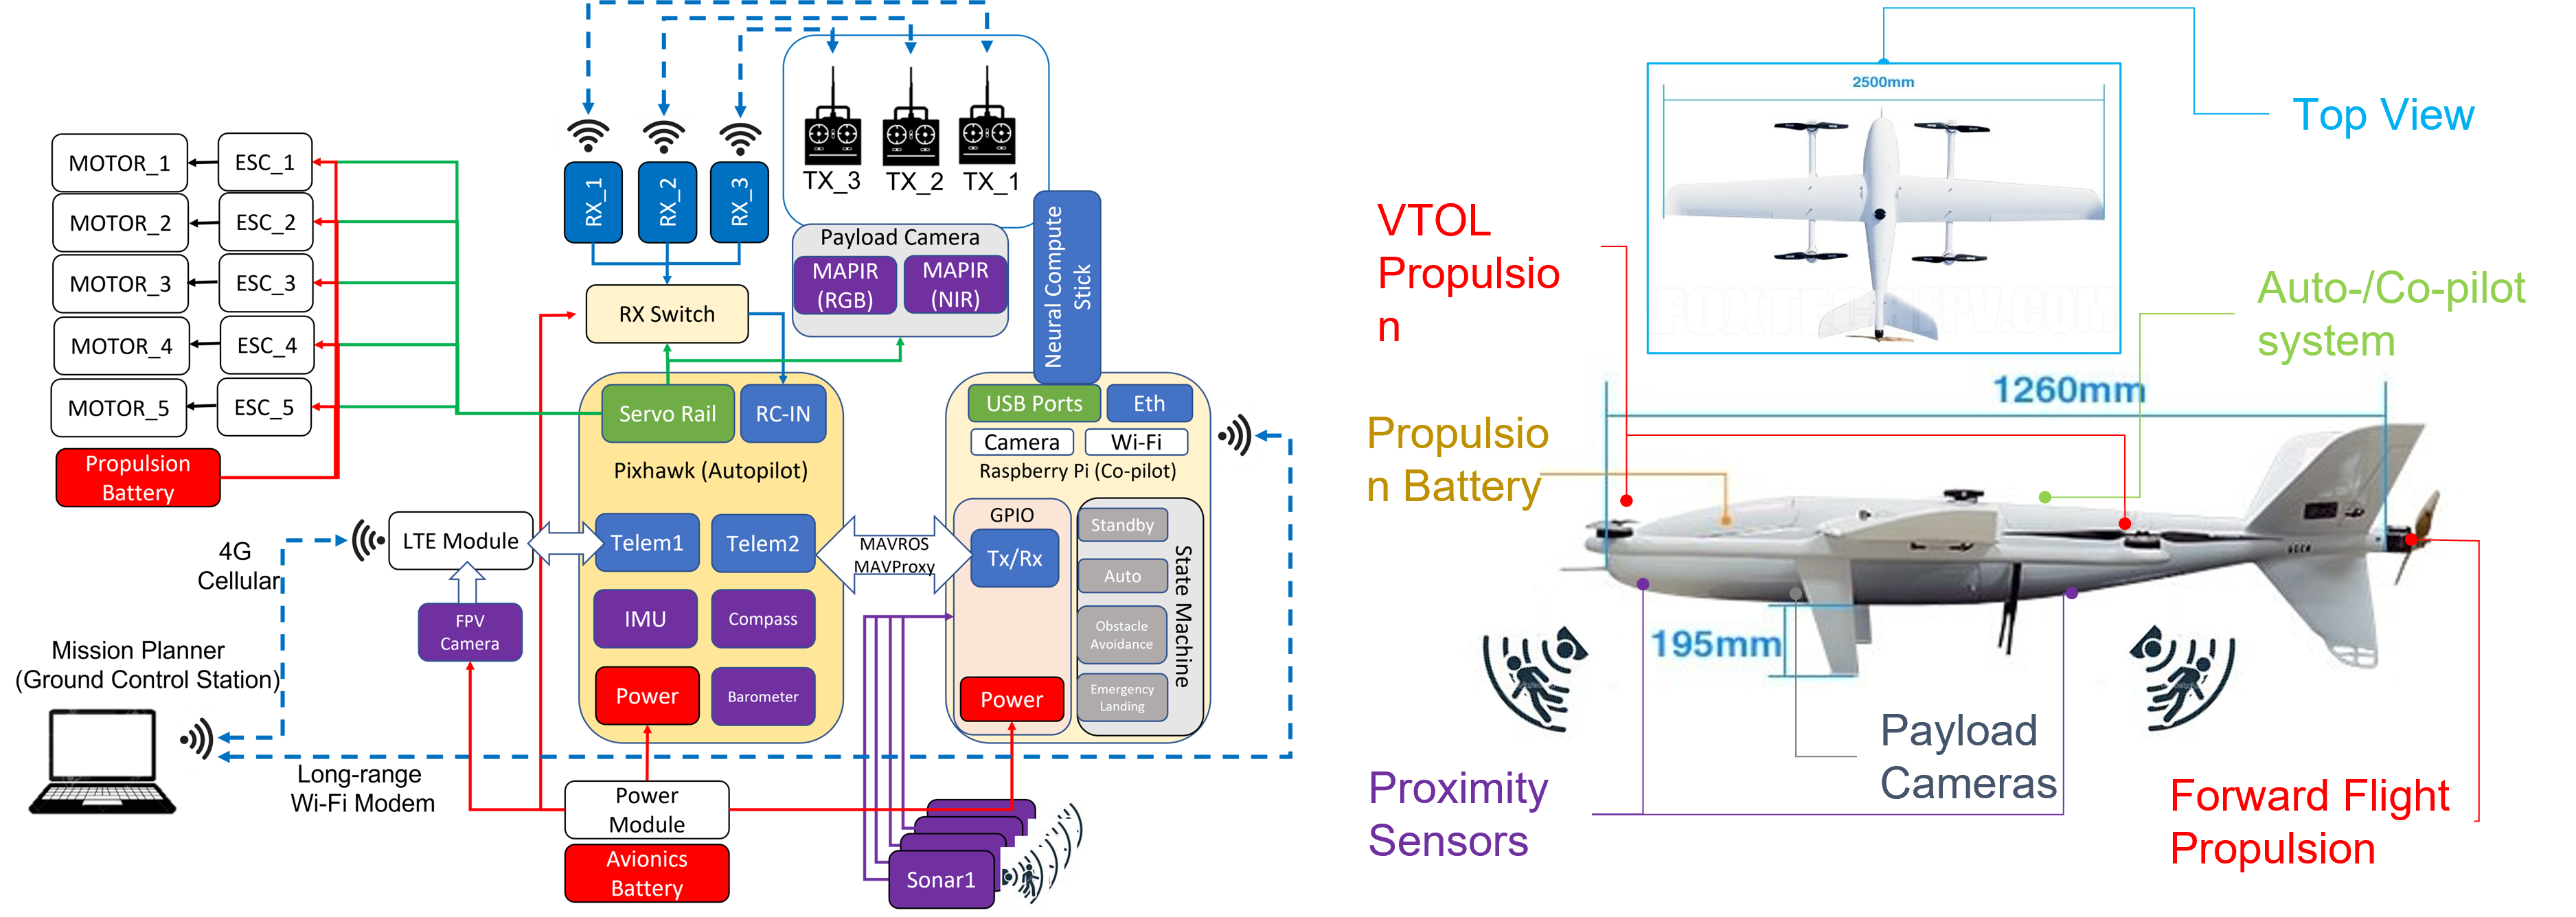 TX_3
TX_2
TX_1
RX_1
RX_2
RX_3
MOTOR_1
ESC_1
MOTOR_2
ESC_2
MOTOR_3
ESC_3
MOTOR_4
ESC_4
MOTOR_5
ESC_5
Propulsion
Battery
RX Switch
Payload Camera
MAPIR
(RGB)
MAPIR
(NIR)
Neural Compute
Stick
Servo Rail
RC-IN
Pixhawk (Autopilot)
Telem1
Telem2
IMU
Compass
Power
Barometer
USB Ports
Eth
Camera
Wi-Fi
Raspberry Pi (Co-pilot)
GPIO
Tx/Rx
Power
Standby
Auto
Obstacle
Avoidance
Emergency
Landing
State Machine
MAVROS
MAVProxy
LTE Module
FPV
Camera
4G
Cellular
Mission Planner
(Ground Control Station)
Long-range
Wi-Fi Modem
Power
Module
Avionics
Battery
Sonar1
2500mm
FOXTECHFPV.COM
Top View
VTOL
Propulsio
n
Auto-/Co-pilot
system
1260mm
Propulsio
n Battery
195mm
Payload
Cameras
Proximity
Sensors
Forward Flight
Propulsion